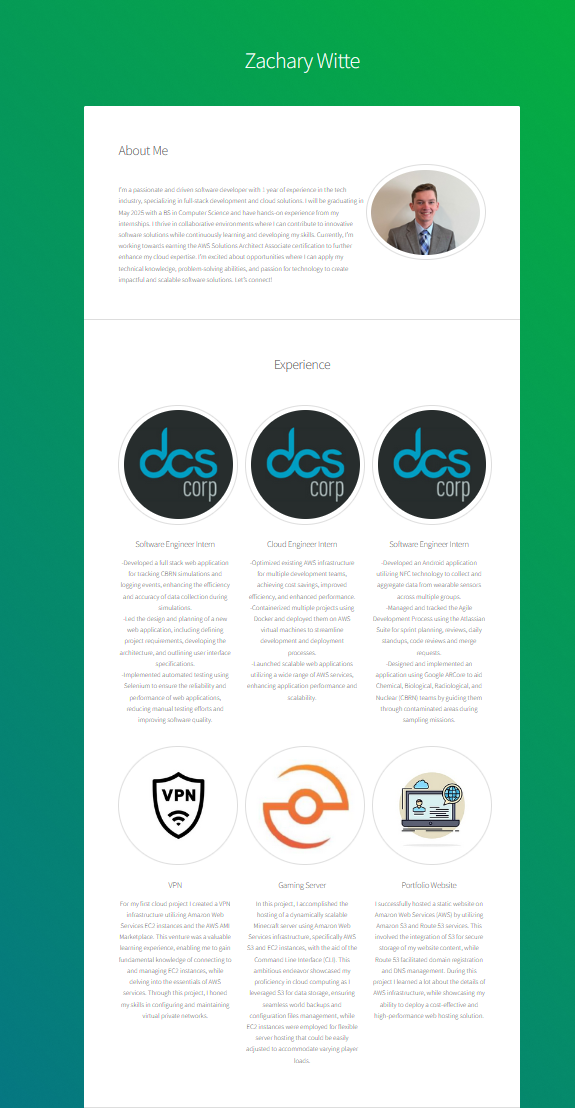 Zachary Witte
About Me
I'm a passionate and driven software developer with 1 year of experience in the tech
industry, specializing in full-stack development and cloud solutions. I will be graduating in
May 2025 with a BS in Computer Science and have hands-on experience from my
internships. I thrive in collaborative environments where I can contribute to innovative
software solutions while continuously learning and developing my skills. Currently, I'm
working towards earning the AWS Solutions Architect Associate certification to further
enhance my cloud expertise. I'm excited about opportunities where I can apply my
technical knowledge, problem-solving abilities, and passion for technology to create
impactful and scalable software solutions. Let's connect!
Experience
dcs
corp
dcs
corp
dcs
corp
Software Engineer Intern
-Developed a full stack web application
for tracking CBRN simulations and
logging events, enhancing the efficiency
and accuracy of data collection during
simulations.
-Led the design and planning of a new
web application, including defining
project requirements, developing the
architecture, and outlining user interface
specifications.
-Implemented automated testing using
Selenium to ensure the reliability and
performance of web applications,
reducing manual testing efforts and
improving software quality.
Cloud Engineer Intern
-Optimized existing AWS infrastructure
for multiple development teams,
achieving cost savings, improved
efficiency, and enhanced performance.
-Containerized multiple projects using
Docker and deployed them on AWS
virtual machines to streamline
development and deployment
processes.
-Launched scalable web applications
utilizing a wide range of AWS services,
enhancing application performance and
scalability.
Software Engineer Intern
-Developed an Android application
utilizing NFC technology to collect and
aggregate data from wearable sensors
across multiple groups.
-Managed and tracked the Agile
Development Process using the Atlassian
Suite for sprint planning, reviews, daily
standups, code reviews and merge
requests.
-Designed and implemented an
application using Google ARCore to aid
Chemical, Biological, Radiological, and
Nuclear (CBRN) teams by guiding them
through contaminated areas during
sampling missions.
VPN
VPN
For my first cloud project I created a VPN
infrastructure utilizing Amazon Web
Services EC2 instances and the AWS AMI
Marketplace. This venture was a valuable
learning experience, enabling me to gain
fundamental knowledge of connecting to
and managing EC2 instances, while
delving into the essentials of AWS
services. Through this project, I honed
my skills in configuring and maintaining
virtual private networks.
Gaming Server
In this project, I accomplished the
hosting of a dynamically scalable
Minecraft server using Amazon Web
Services infrastructure, specifically AWS
S3 and EC2 instances, with the aid of the
Command Line Interface (CLI). This
ambitious endeavor showcased my
proficiency in cloud computing as I
leveraged S3 for data storage, ensuring
seamless world backups and
configuration files management, while
EC2 instances were employed for flexible
server hosting that could be easily
adjusted to accommodate varying player
loads.
Portfolio Website
I successfully hosted a static website on
Amazon Web Services (AWS) by utilizing
Amazon S3 and Route 53 services. This
involved the integration of S3 for secure
storage of my website content, while
Route 53 facilitated domain registration
and DNS management. During this
project I learned a lot about the details of
AWS infrastructure, while showcasing my
ability to deploy a cost-effective and
high-performance web hosting solution.